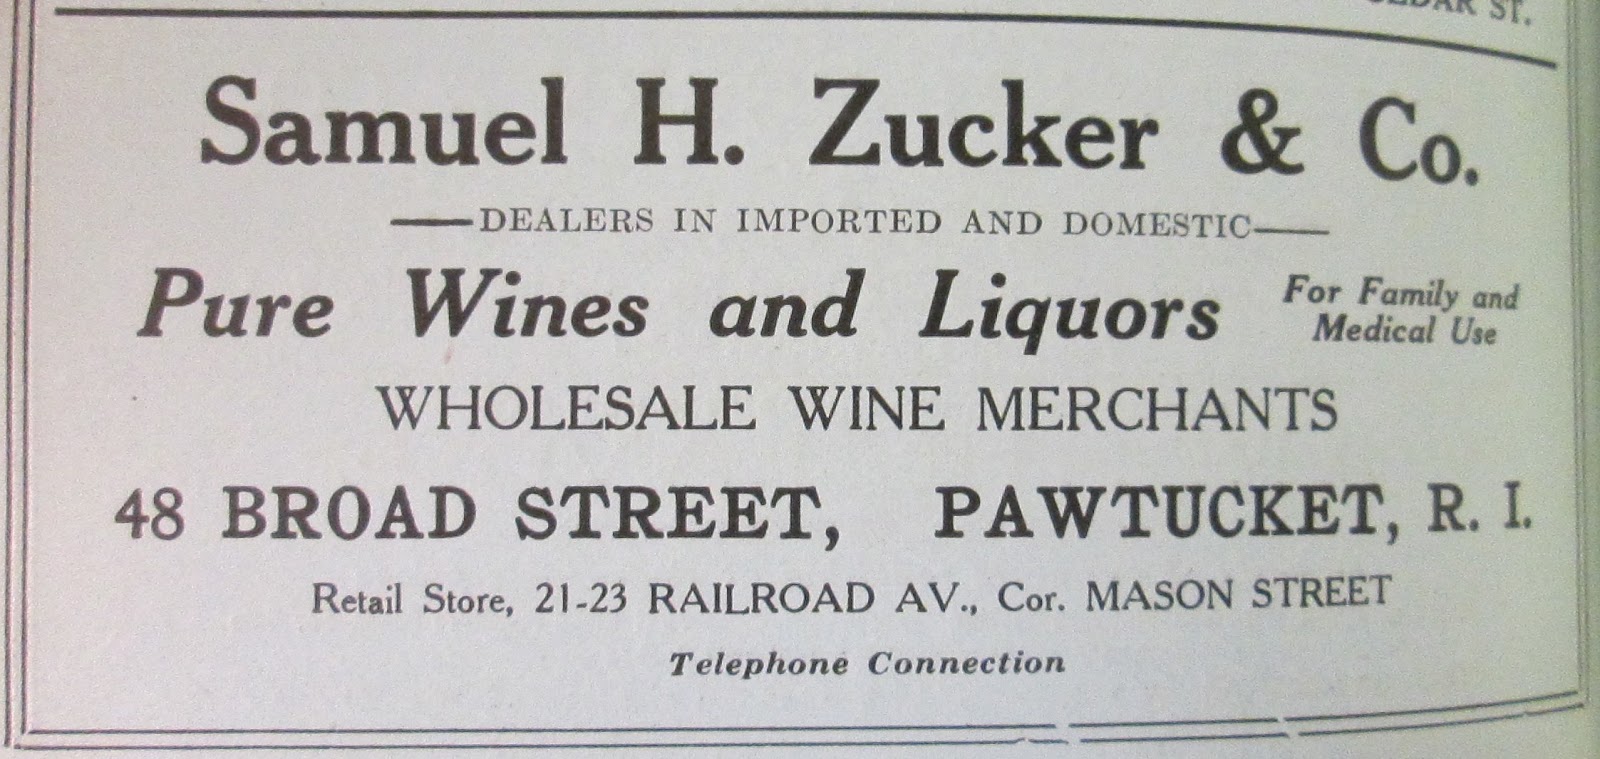 ST.
Samuel H. Zucker & Co.
DEALERS IN IMPORTED AND DOMESTIC
Pure Wines and Liquors For Family and Medical Use
WHOLESALE WINE MERCHANTS
48 BROAD STREET, PAWTUCKET, R. I.
Retail Store, 21-23 RAILROAD AV., Cor. MASON STREET
Telephone Connection